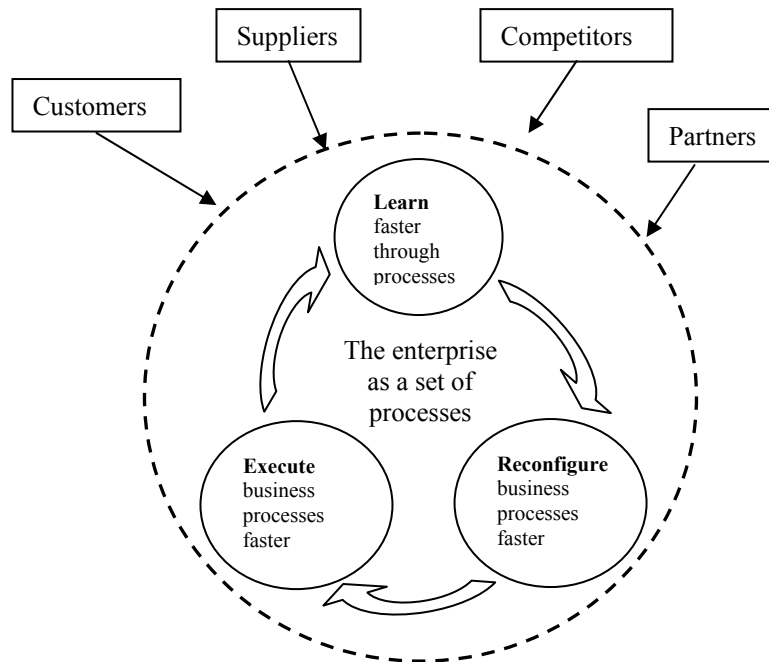 Suppliers
Competitors
Customers
Partners
Learn
faster
through
processes
The enterprise
as a set of
processes
Execute
business
processes
faster
Reconfigure
business
processes
faster